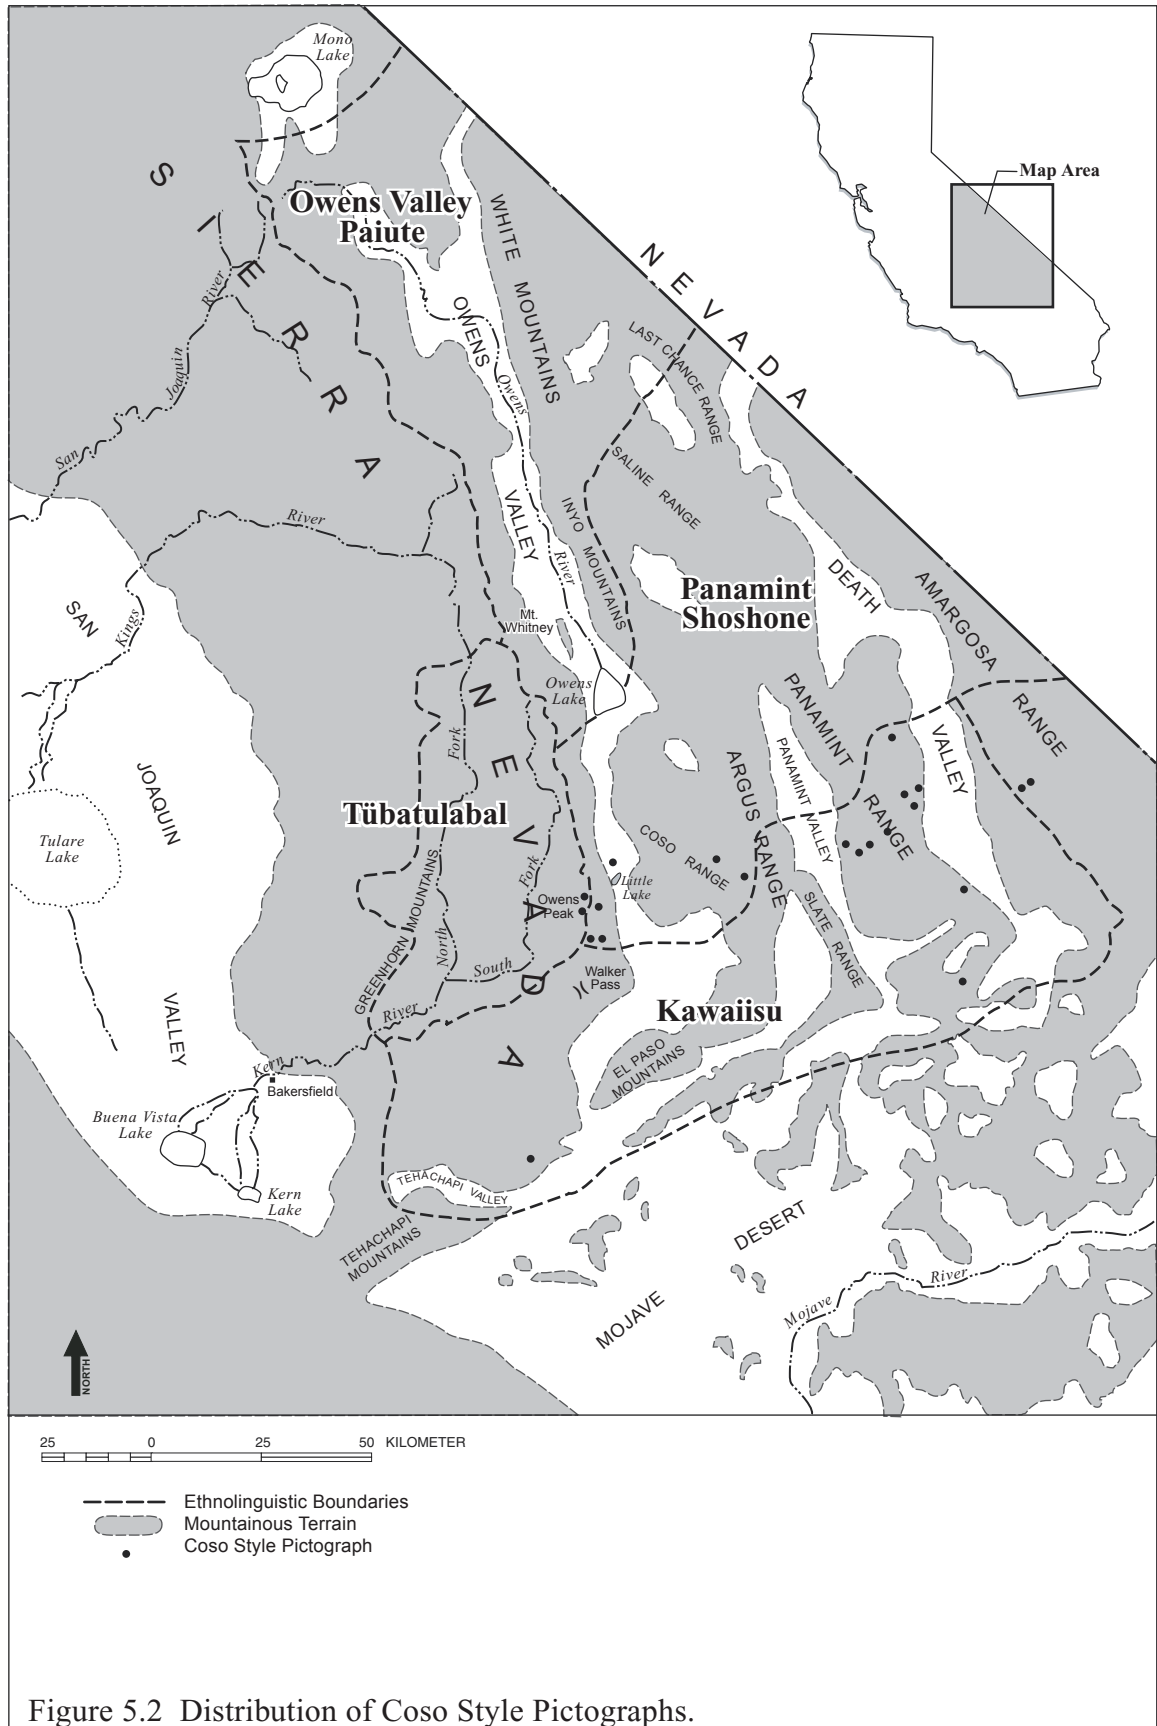 Mono
Lake
Map Area
SIERRA
Owens Valley
Paiute
WHITE MOUNTAINS
NEVADA
River
Joaquin
San
OWENS
Owens
LAST CHANCE RANGE
SALINE RANGE
VALLEY
River
INYO MOUNTAINS
River
Kings
SAN
Panamint
Shoshone
DEATH
AMARGOSA
Mt.
Whitney
Owens
Lake
NEVADA
Fork
PANAMINT
RANGE
PANAMINT VALLEY
VALLEY
RANGE
ARGUS RANGE
JOAQUIN
Tübatulabal
Tulare
Lake
COSO RANGE
Little
Lake
Fork
Owens
Peak
GREENHORN MOUNTAINS
North
South
SLATE RANGE
Walker
Pass
River
Kawaiisu
VALLEY
EL PASO
MOUNTAINS
Kern
Bakersfield
Buena Vista
Lake
Kern
Lake
TEHACHAPI VALLEY
TEHACHAPI
MOUNTAINS
DESERT
MOJAVE
River
Mojave
NORTH
25 0 25 50 KILOMETER
Ethnolinguistic Boundaries
Mountainous Terrain
Coso Style Pictograph
Figure 5.2 Distribution of Coso Style Pictographs.